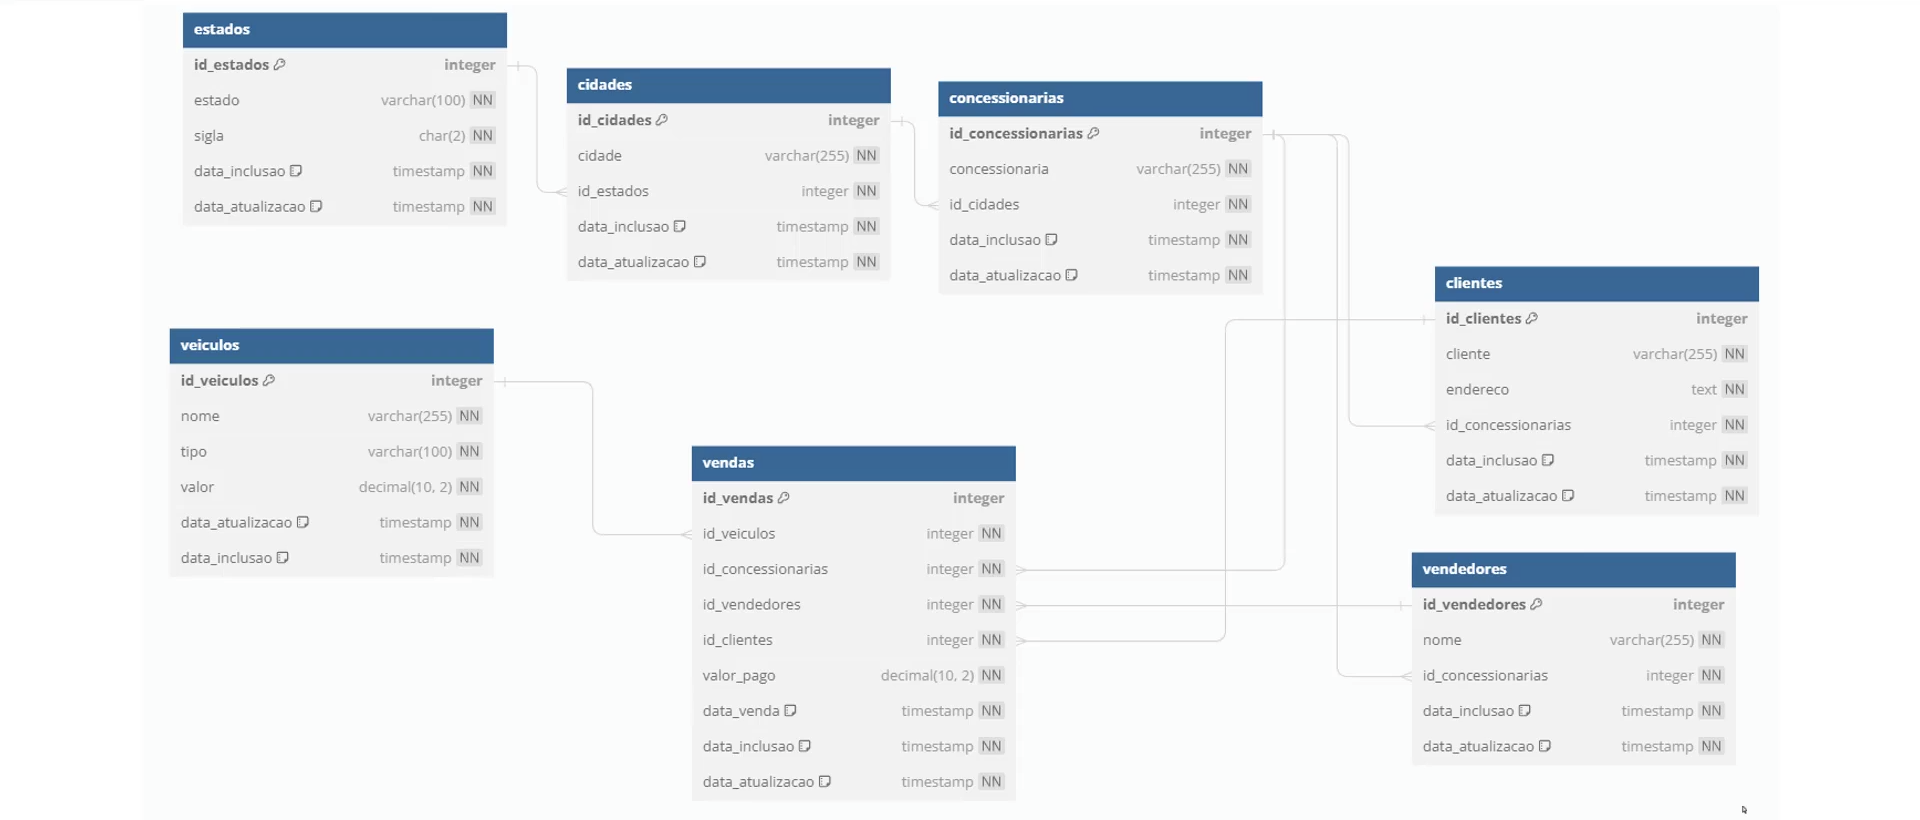 estados
id_estados integer
estado varchar(100) NN
sigla char(2) NN
data_inclusao timestamp NN
data_atualizacao timestamp NN
cidades
id_cidades integer
cidade varchar(255) NN
id_estados integer NN
data_inclusao timestamp NN
data_atualizacao timestamp NN
concessionarias
id_concessionarias integer
concessionaria varchar(255) NN
id_cidades integer NN
data_inclusao timestamp NN
data_atualizacao timestamp NN
clientes
id_clientes integer
cliente varchar(255) NN
endereco text NN
id_concessionarias integer NN
data_inclusao timestamp NN
data_atualizacao timestamp NN
veiculos
id_veiculos integer
nome varchar(255) NN
tipo varchar(100) NN
valor decimal(10, 2) NN
data_atualizacao timestamp NN
data_inclusao timestamp NN
vendas
id_vendas integer
id_veiculos integer NN
id_concessionarias integer NN
id_vendedores integer NN
id_clientes integer NN
valor_pago decimal(10, 2) NN
data_venda timestamp NN
data_inclusao timestamp NN
data_atualizacao timestamp NN
vendedores
id_vendedores integer
nome varchar(255) NN
id_concessionarias integer NN
data_inclusao timestamp NN
data_atualizacao timestamp NN